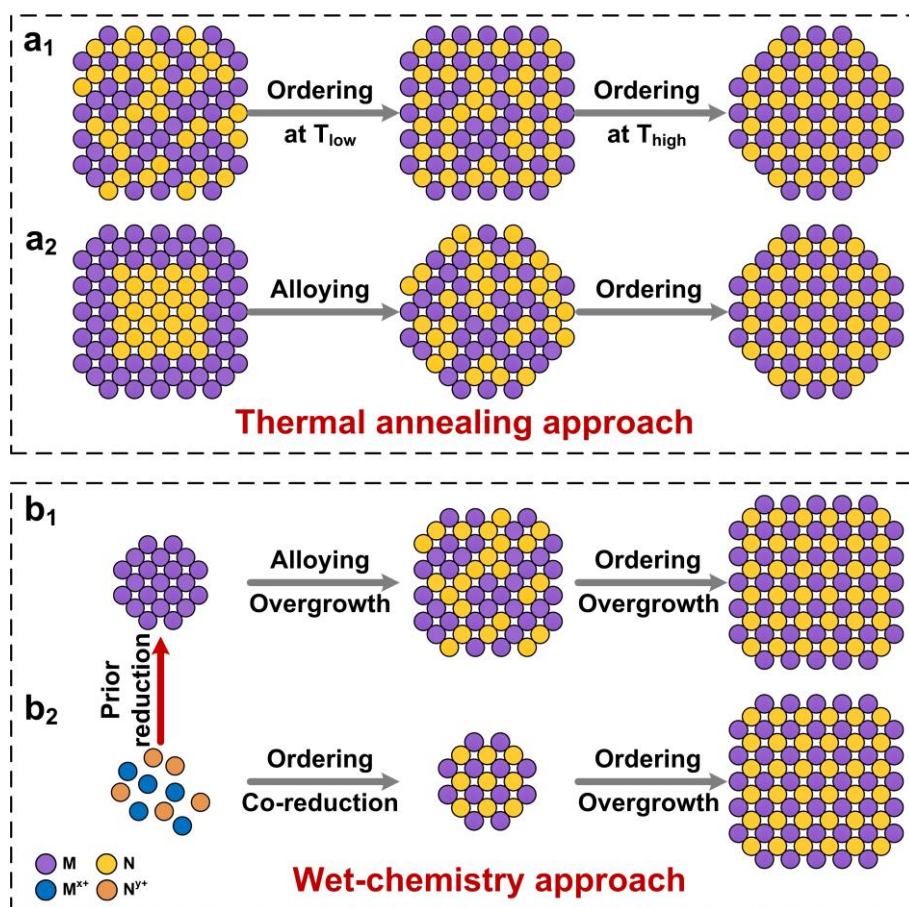 a₁
Ordering
at Tₗₒw
Ordering
at Tₕᵢgₕ
a₂
Alloying
Ordering
Thermal annealing approach
b₁
Alloying
Overgrowth
Ordering
Overgrowth
Prior
reduction
b₂
Ordering
Co-reduction
Ordering
Overgrowth
M
N
Mˣ⁺
Nʸ⁺
Wet-chemistry approach